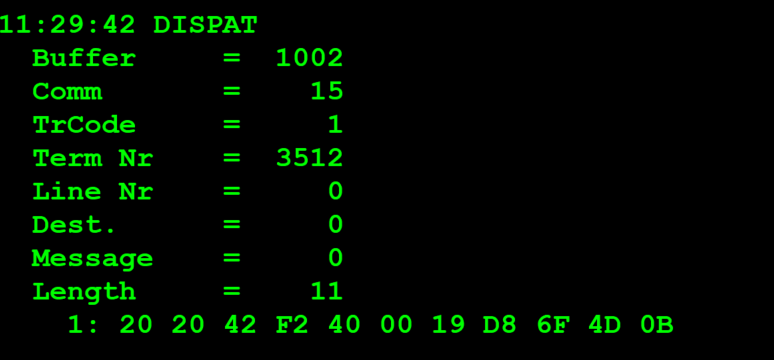 11:29:42 DISPAT
Buffer = 1002
Comm = 15
TrCode = 1
Term Nr = 3512
Line Nr = 0
Dest. = 0
Message = 0
Length = 11
1: 20 20 42 F2 40 00 19 D8 6F 4D 0B